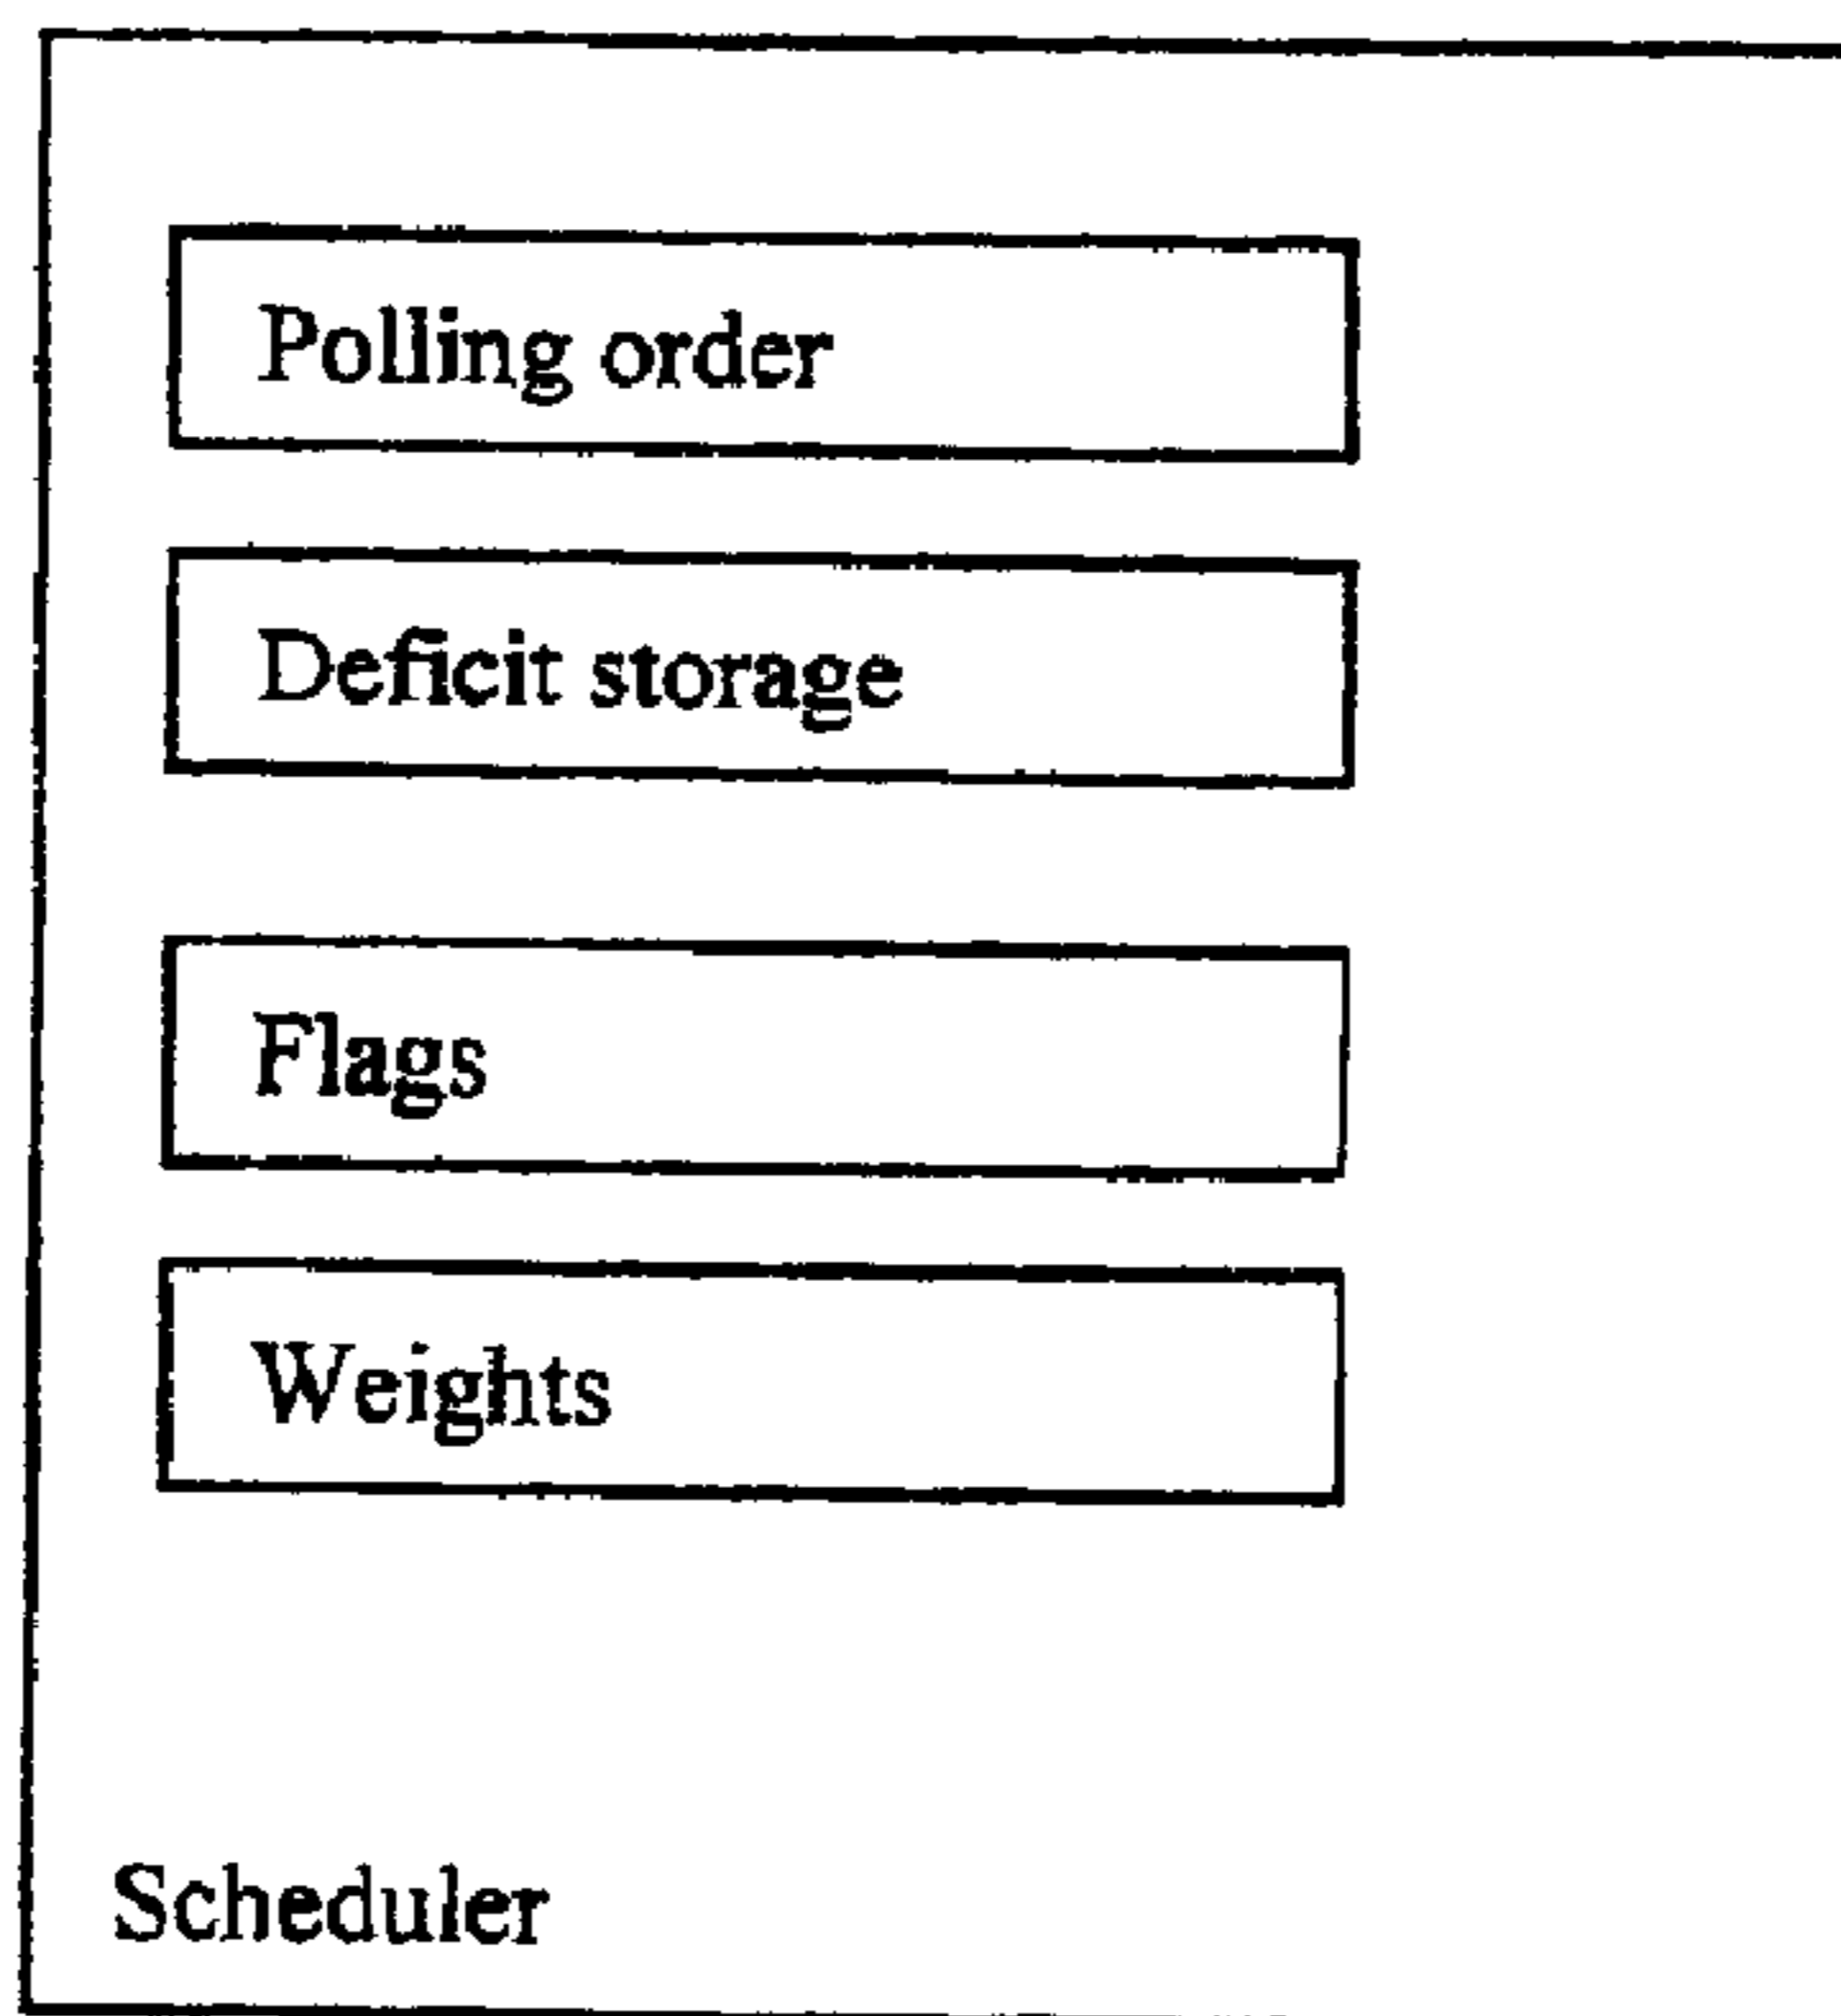 Polling order
Deficit storage
Flags
Weights
Scheduler